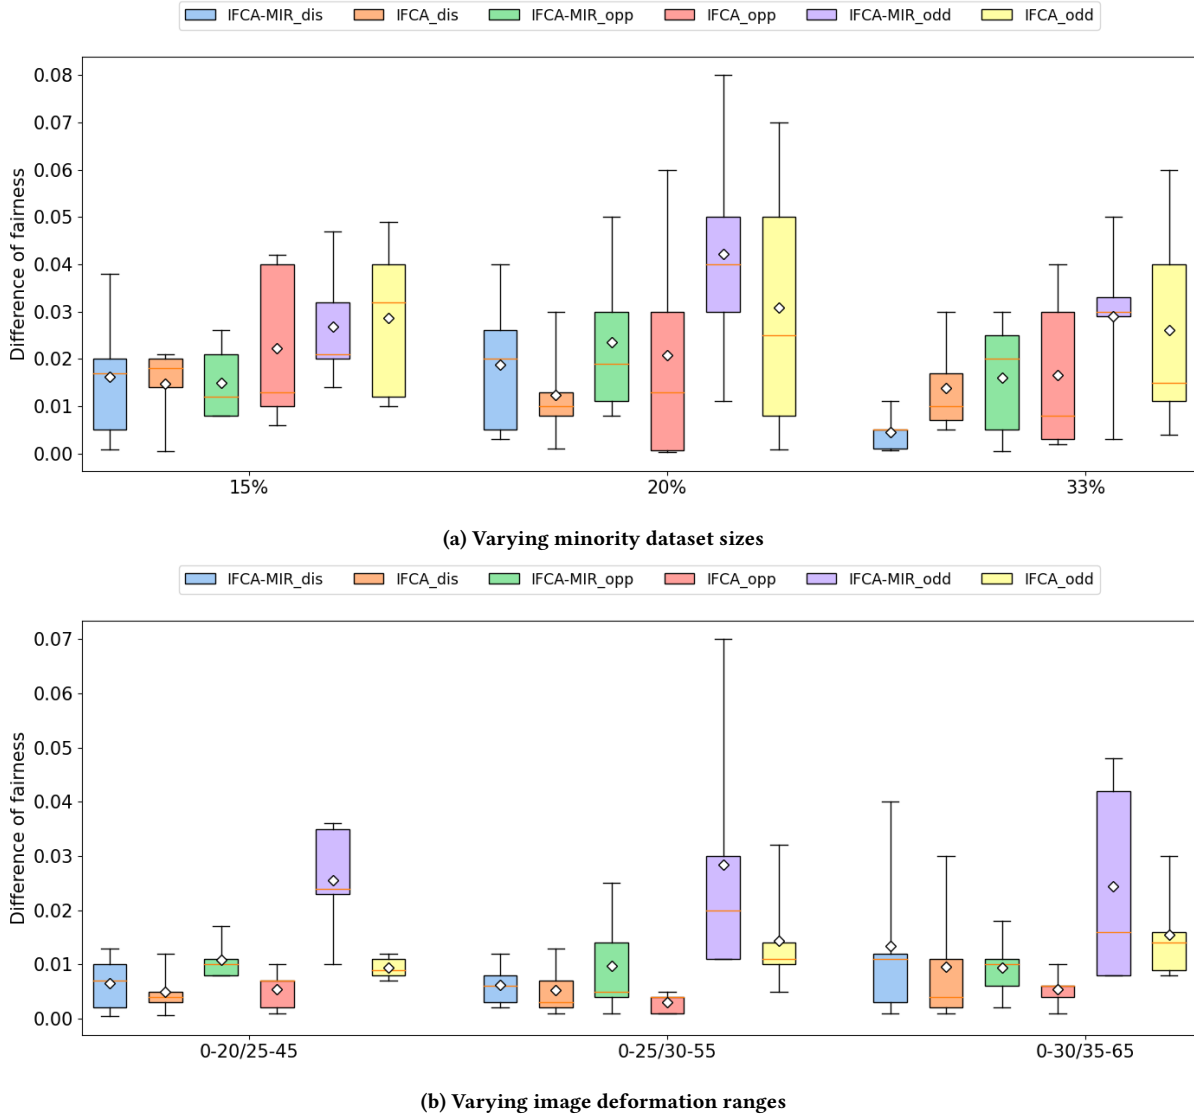 IFCA-MIR_dis IFCA_dis IFCA-MIR_opp IFCA_opp IFCA-MIR_odd IFCA_odd
0.08
0.07
0.06
0.05
0.04
0.03
0.02
0.01
0.00
Difference of fairness
15% 20% 33%
(a) Varying minority dataset sizes
IFCA-MIR_dis IFCA_dis IFCA-MIR_opp IFCA_opp IFCA-MIR_odd IFCA_odd
0.07
0.06
0.05
0.04
0.03
0.02
0.01
0.00
Difference of fairness
0-20/25-45 0-25/30-55 0-30/35-65
(b) Varying image deformation ranges